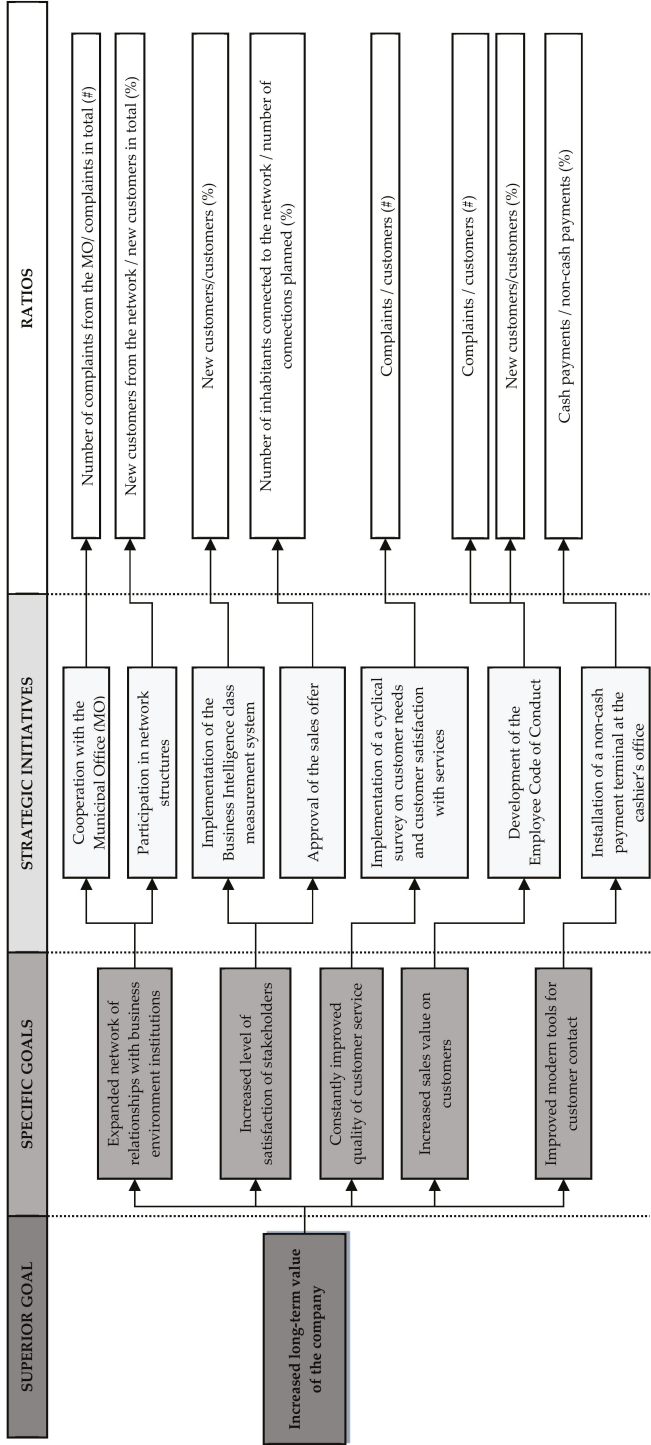 SUPERIOR GOAL
SPECIFIC GOALS
STRATEGIC INITIATIVES
RATIOS
Increased long-term value
of the company
Expanded network of
relationships with business
environment institutions
Increased level of
satisfaction of stakeholders
Constantly improved
quality of customer service
Increased sales value on
customers
Improved modern tools for
customer contact
Cooperation with the
Municipal Office (MO)
Participation in network
structures
Implementation of the
Business Intelligence class
measurement system
Approval of the sales offer
Implementation of a cyclical
survey on customer needs
and customer satisfaction
with services
Development of the
Employee Code of Conduct
Installation of a non-cash
payment terminal at the
cashier's office
Number of complaints from the MO/ complaints in total (#)
New customers from the network / new customers in total (%)
New customers/customers (%)
Number of inhabitants connected to the network / number of
connections planned (%)
Complaints / customers (#)
Complaints / customers (#)
New customers/customers (%)
Cash payments / non-cash payments (%)